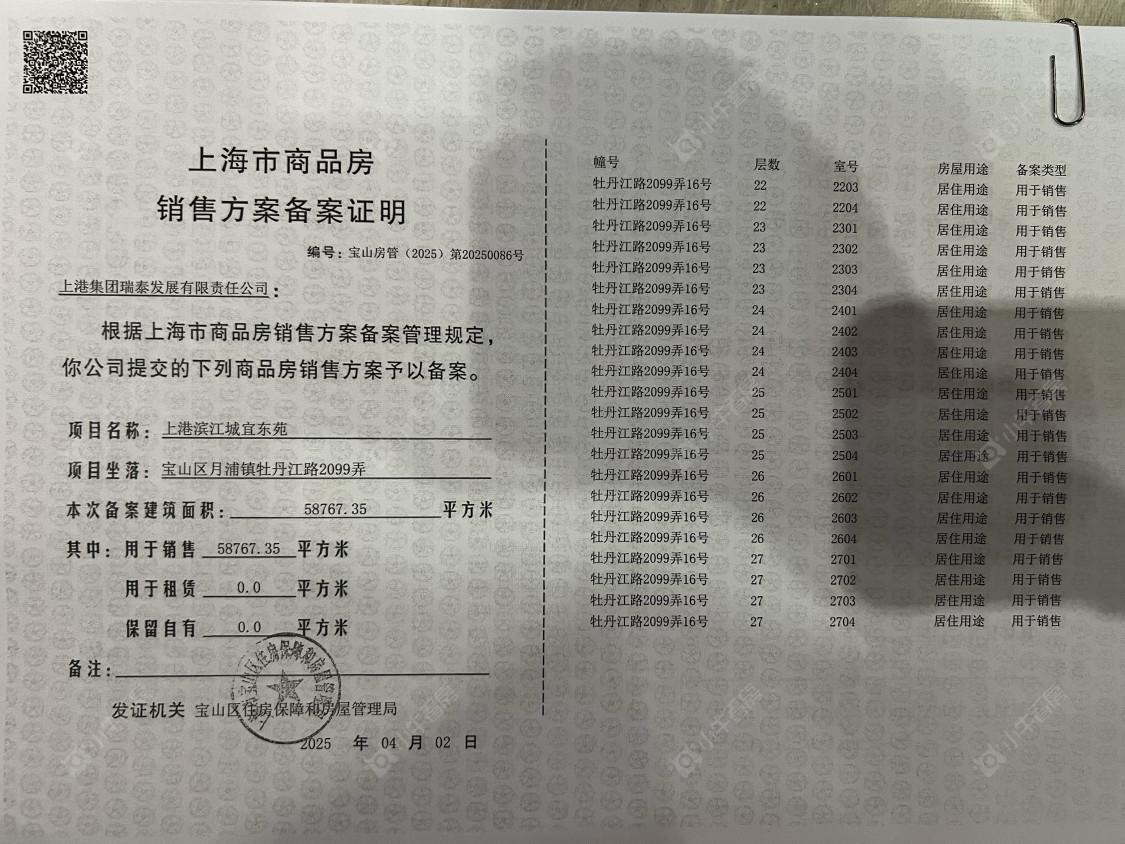 上海市商品房
销售方案备案证明
编号：宝山房管（2025）第20250086号
上港集团瑞泰发展有限责任公司：
根据上海市商品房销售方案备案管理规定，
你公司提交的下列商品房销售方案予以备案。
项目名称：上港滨江城宜东苑
项目坐落：宝山区月浦镇牡丹江路2099弄
本次备案建筑面积：58767.35平方米
其中：用于销售 58767.35 平方米
用于租赁 0.0 平方米
保留自有 0.0 平方米
备注：
发证机关 宝山区住房保障和房屋管理局
2025 年 04 月 02 日
幢号 层数 室号 房屋用途 备案类型
牡丹江路2099弄16号 22 2203 居住用途 用于销售
牡丹江路2099弄16号 22 2204 居住用途 用于销售
牡丹江路2099弄16号 23 2301 居住用途 用于销售
牡丹江路2099弄16号 23 2302 居住用途 用于销售
牡丹江路2099弄16号 23 2303 居住用途 用于销售
牡丹江路2099弄16号 23 2304 居住用途 用于销售
牡丹江路2099弄16号 24 2401 居住用途 用于销售
牡丹江路2099弄16号 24 2402 居住用途 用于销售
牡丹江路2099弄16号 24 2403 居住用途 用于销售
牡丹江路2099弄16号 24 2404 居住用途 用于销售
牡丹江路2099弄16号 25 2501 居住用途 用于销售
牡丹江路2099弄16号 25 2502 居住用途 用于销售
牡丹江路2099弄16号 25 2503 居住用途 用于销售
牡丹江路2099弄16号 25 2504 居住用途 用于销售
牡丹江路2099弄16号 26 2601 居住用途 用于销售
牡丹江路2099弄16号 26 2602 居住用途 用于销售
牡丹江路2099弄16号 26 2603 居住用途 用于销售
牡丹江路2099弄16号 26 2604 居住用途 用于销售
牡丹江路2099弄16号 27 2701 居住用途 用于销售
牡丹江路2099弄16号 27 2702 居住用途 用于销售
牡丹江路2099弄16号 27 2703 居住用途 用于销售
牡丹江路2099弄16号 27 2704 居住用途 用于销售